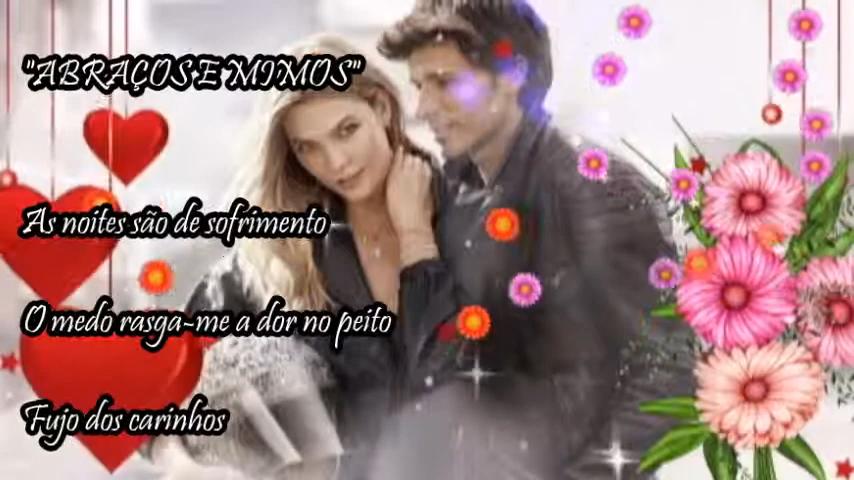 "ABRAÇOS E MIMOS"
As noites são de sofrimento
O medo rasga-me a dor no peito
Fujo dos carinhos